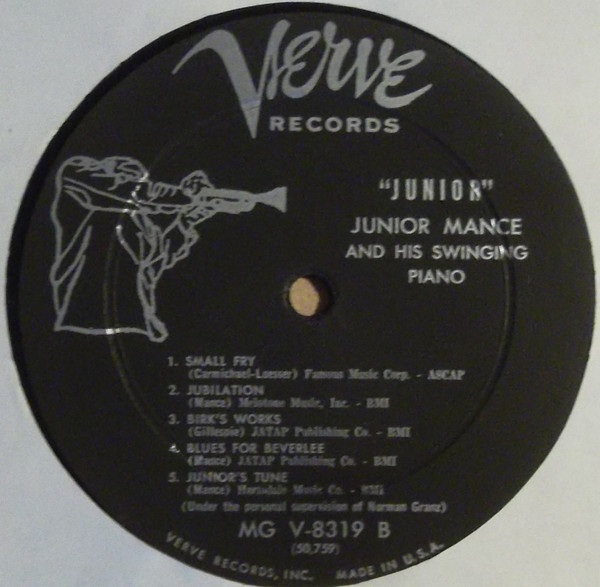 Verve
RECORDS
"JUNIOR"
JUNIOR MANCE
AND HIS SWINGING
PIANO
1. SMALL FRY
(Carmichael-Loesser) Famous Music Corp. - ASCAP
2. JUBILATION
(Mance) Melotone Music, Inc. - BMI
3. BIRK'S WORKS
(Gillespie) JATAP Publishing Co. - BMI
4. BLUES FOR BEVERLEE
(Mance) JATAP Publishing Co. - BMI
5. JUNIOR'S TUNE
(Mance) Hartsdale Music Co. - BMI
(Under the personal supervision of Norman Granz)
MG V-8319 B
(50,759)
VERVE RECORDS, INC. MADE IN U.S.A.